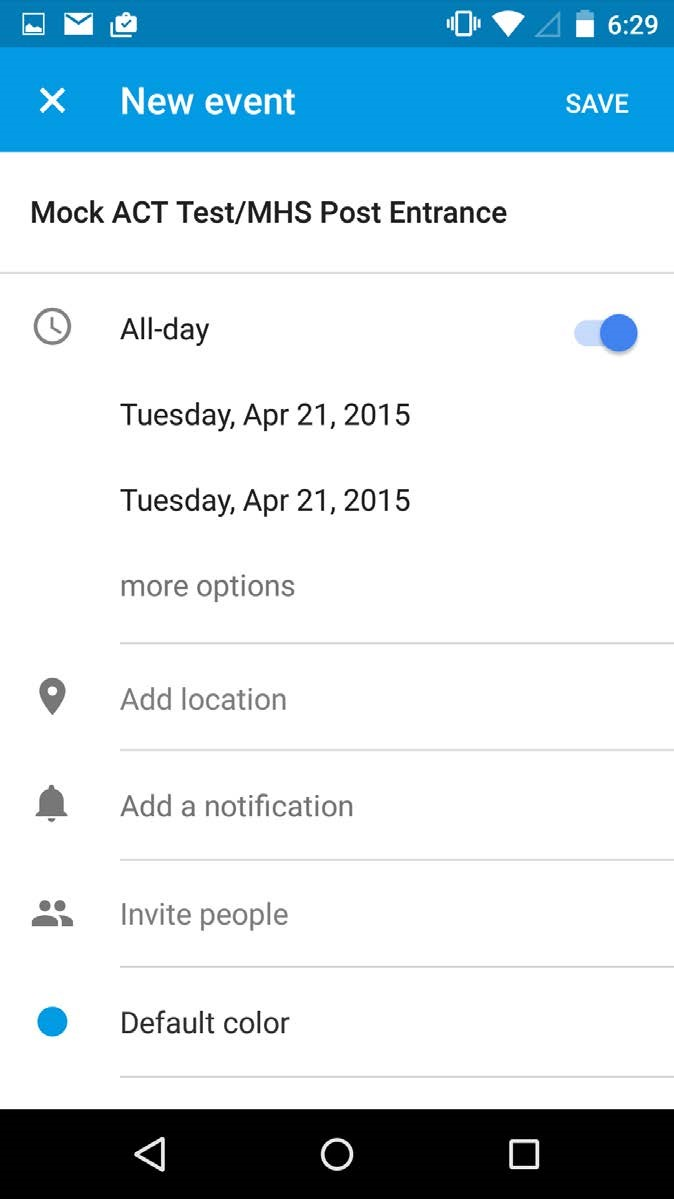 6:29
New event
SAVE
Mock ACT Test/MHS Post Entrance
All-day
Tuesday, Apr 21, 2015
Tuesday, Apr 21, 2015
more options
Add location
Add a notification
Invite people
Default color